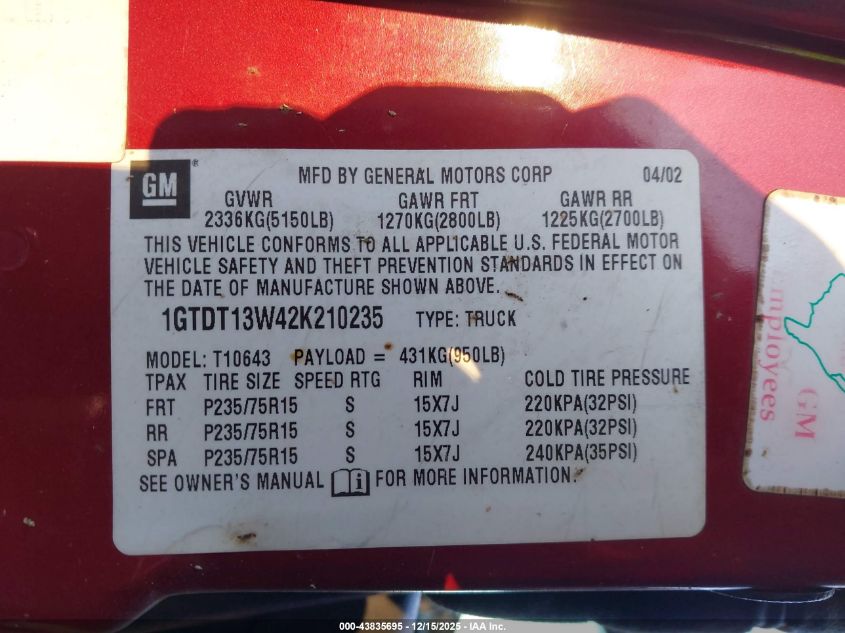 GM®
MFD BY GENERAL MOTORS CORP 04/02
GVWR GAWR FRT GAWR RR
2336KG(5150LB) 1270KG(2800LB) 1225KG(2700LB)
THIS VEHICLE CONFORMS TO ALL APPLICABLE U.S. FEDERAL MOTOR
VEHICLE SAFETY AND THEFT PREVENTION STANDARDS IN EFFECT ON
THE DATE OF MANUFACTURE SHOWN ABOVE.
1GTDT13W42K210235 TYPE: TRUCK
MODEL: T10643 PAYLOAD = 431KG(950LB)
TPAX TIRE SIZE SPEED RTG RIM COLD TIRE PRESSURE
FRT P235/75R15 S 15X7J 220KPA(32PSI)
RR P235/75R15 S 15X7J 220KPA(32PSI)
SPA P235/75R15 S 15X7J 240KPA(35PSI)
SEE OWNER'S MANUAL i FOR MORE INFORMATION.
GM
000-43835695 - 12/15/2025 - IAA Inc.